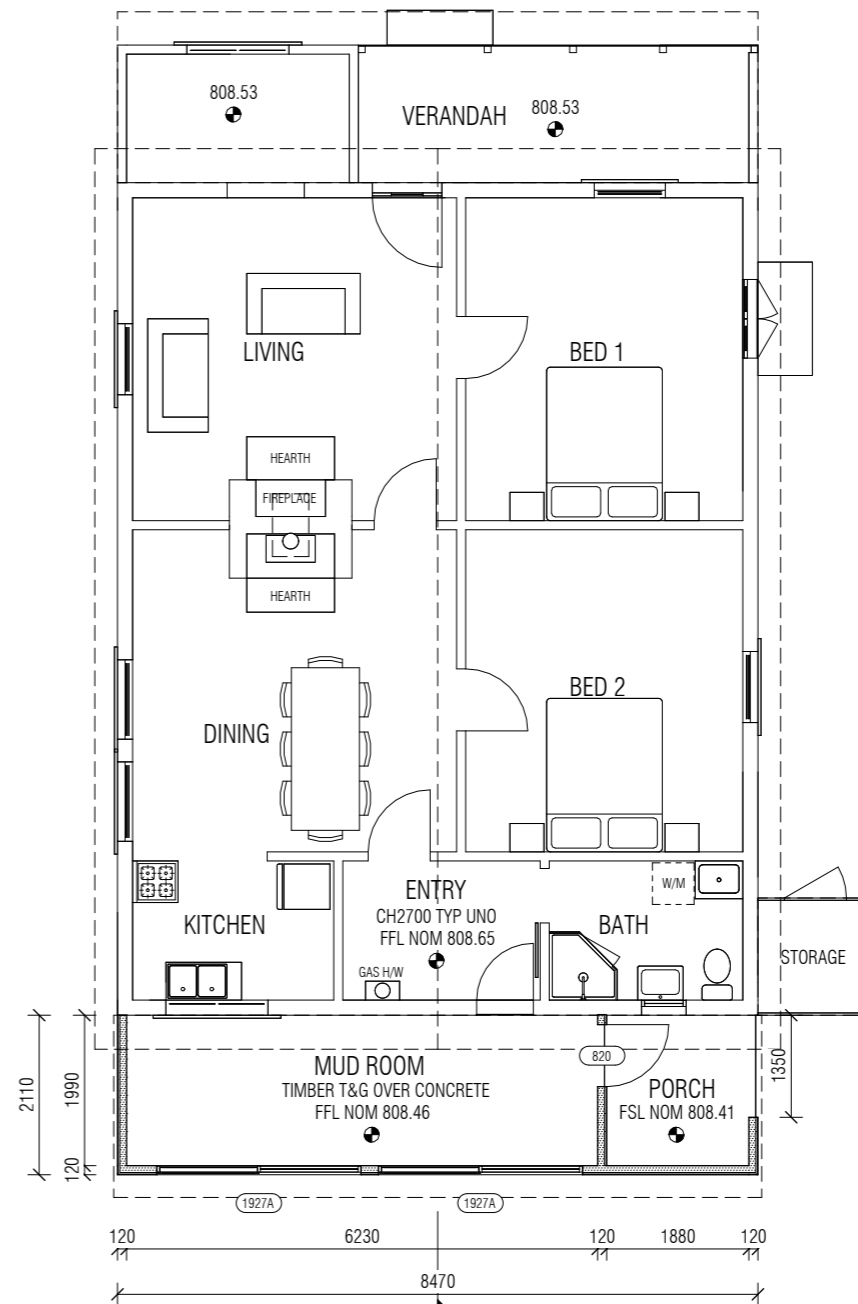 808.53
VERANDAH
808.53
LIVING
BED 1
HEARTH
FIREPLACE
HEARTH
BED 2
DINING
W/M
ENTRY
CH2700 TYP UNO
FFL NOM 808.65
KITCHEN
BATH
STORAGE
GAS H/W
820
MUD ROOM
TIMBER T&G OVER CONCRETE
FFL NOM 808.46
PORCH
FSL NOM 808.41
2110
1990
120
1350
1927A
1927A
120
6230
120
1880
120
8470